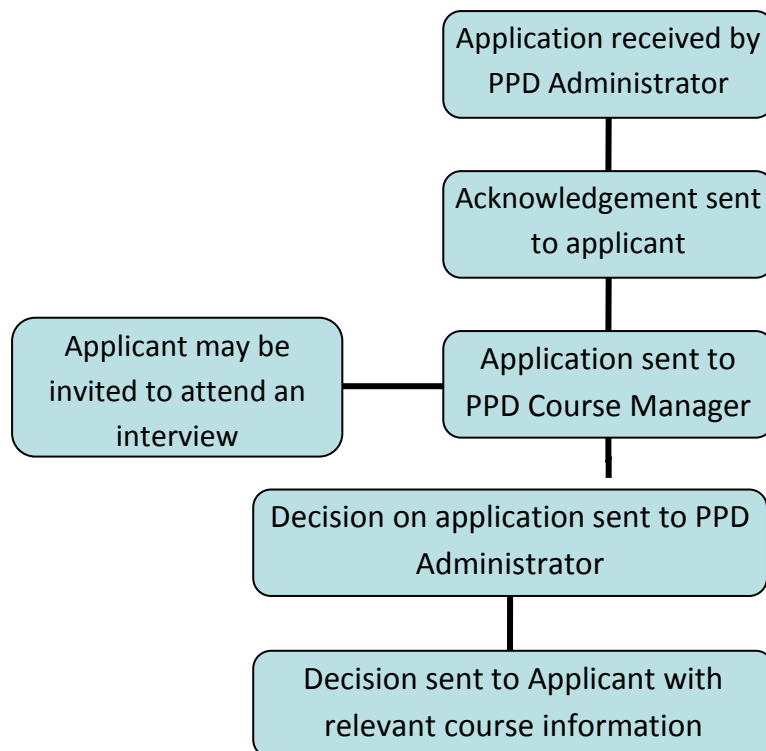 Application received by
PPD Administrator
Acknowledgement sent
to applicant
Applicant may be
invited to attend an
interview
Application sent to
PPD Course Manager
Decision on application sent to PPD
Administrator
Decision sent to Applicant with
relevant course information